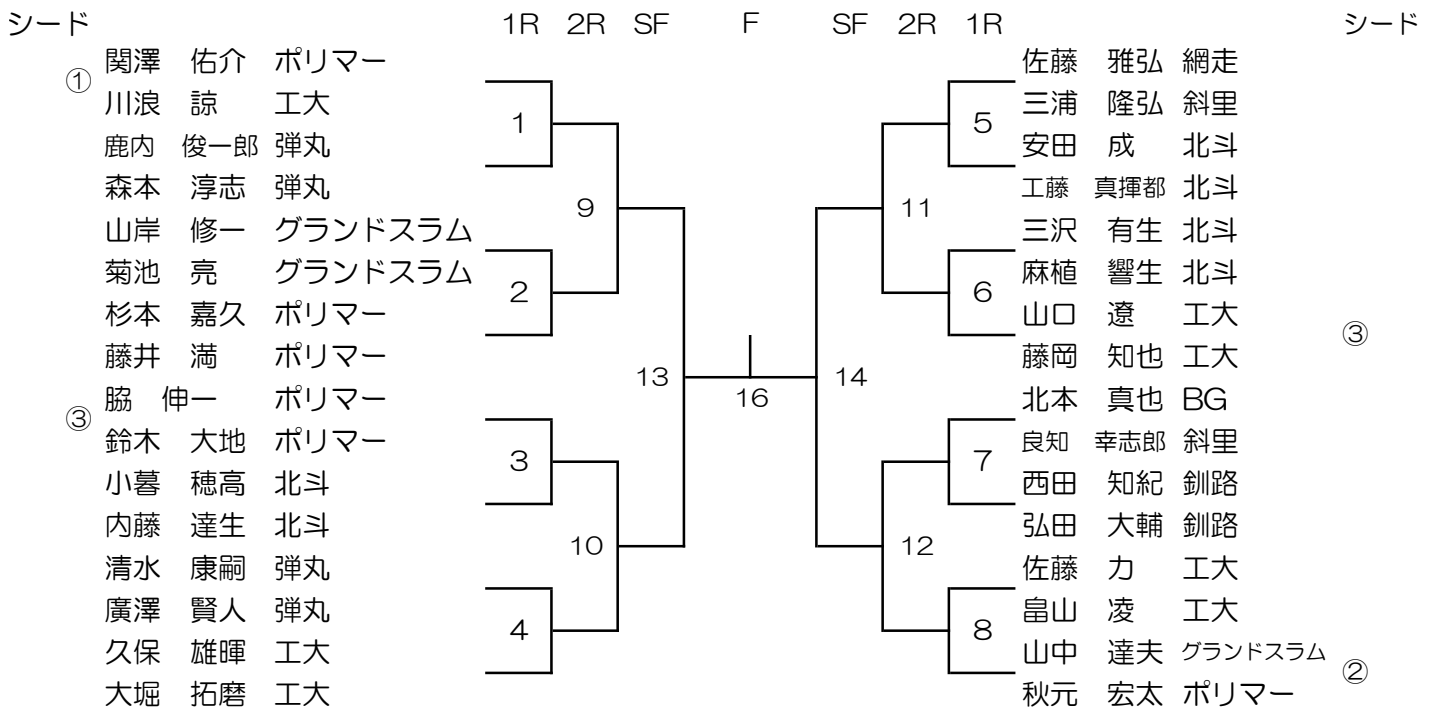 シード 1R 2R SF F SF 2R 1R シード
関澤 佑介 ポリマー
①
川浪 諒 工大
鹿内 俊一郎 弾丸
森本 淳志 弾丸
山岸 修一 グランドスラム
菊池 亮 グランドスラム
杉本 嘉久 ポリマー
藤井 満 ポリマー
脇 伸一 ポリマー
③
鈴木 大地 ポリマー
小暮 穂高 北斗
内藤 達生 北斗
清水 康嗣 弾丸
廣澤 賢人 弾丸
久保 雄暉 工大
大堀 拓磨 工大
1
2
3
4
9
10
13
16
14
11
12
5
6
7
8
佐藤 雅弘 網走
三浦 隆弘 斜里
安田 成 北斗
工藤 真揮都 北斗
三沢 有生 北斗
麻植 響生 北斗
山口 遼 工大
③
藤岡 知也 工大
北本 真也 BG
良知 幸志郎 斜里
西田 知紀 釧路
弘田 大輔 釧路
佐藤 力 工大
畠山 凌 工大
山中 達夫 グランドスラム
②
秋元 宏太 ポリマー